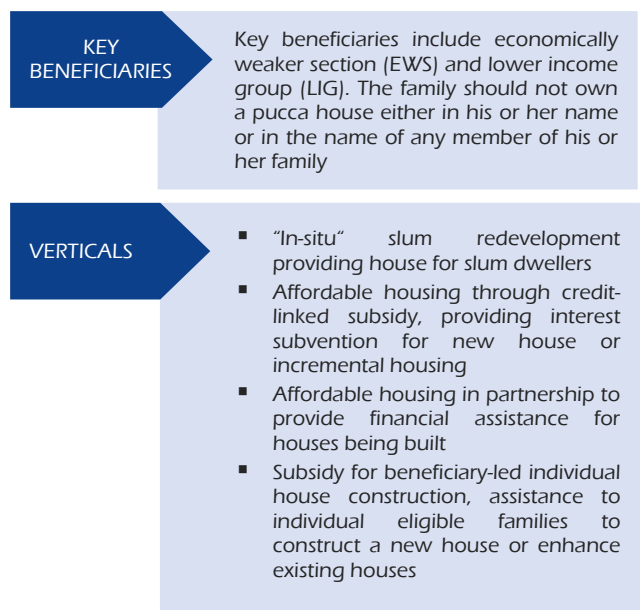 KEY
BENEFICIARIES
Key beneficiaries include economically
weaker section (EWS) and lower income
group (LIG). The family should not own
a pucca house either in his or her name
or in the name of any member of his or
her family
VERTICALS
▪ “In-situ“ slum redevelopment
providing house for slum dwellers
▪ Affordable housing through credit-
linked subsidy, providing interest
subvention for new house or
incremental housing
▪ Affordable housing in partnership to
provide financial assistance for
houses being built
▪ Subsidy for beneficiary-led individual
house construction, assistance to
individual eligible families to
construct a new house or enhance
existing houses